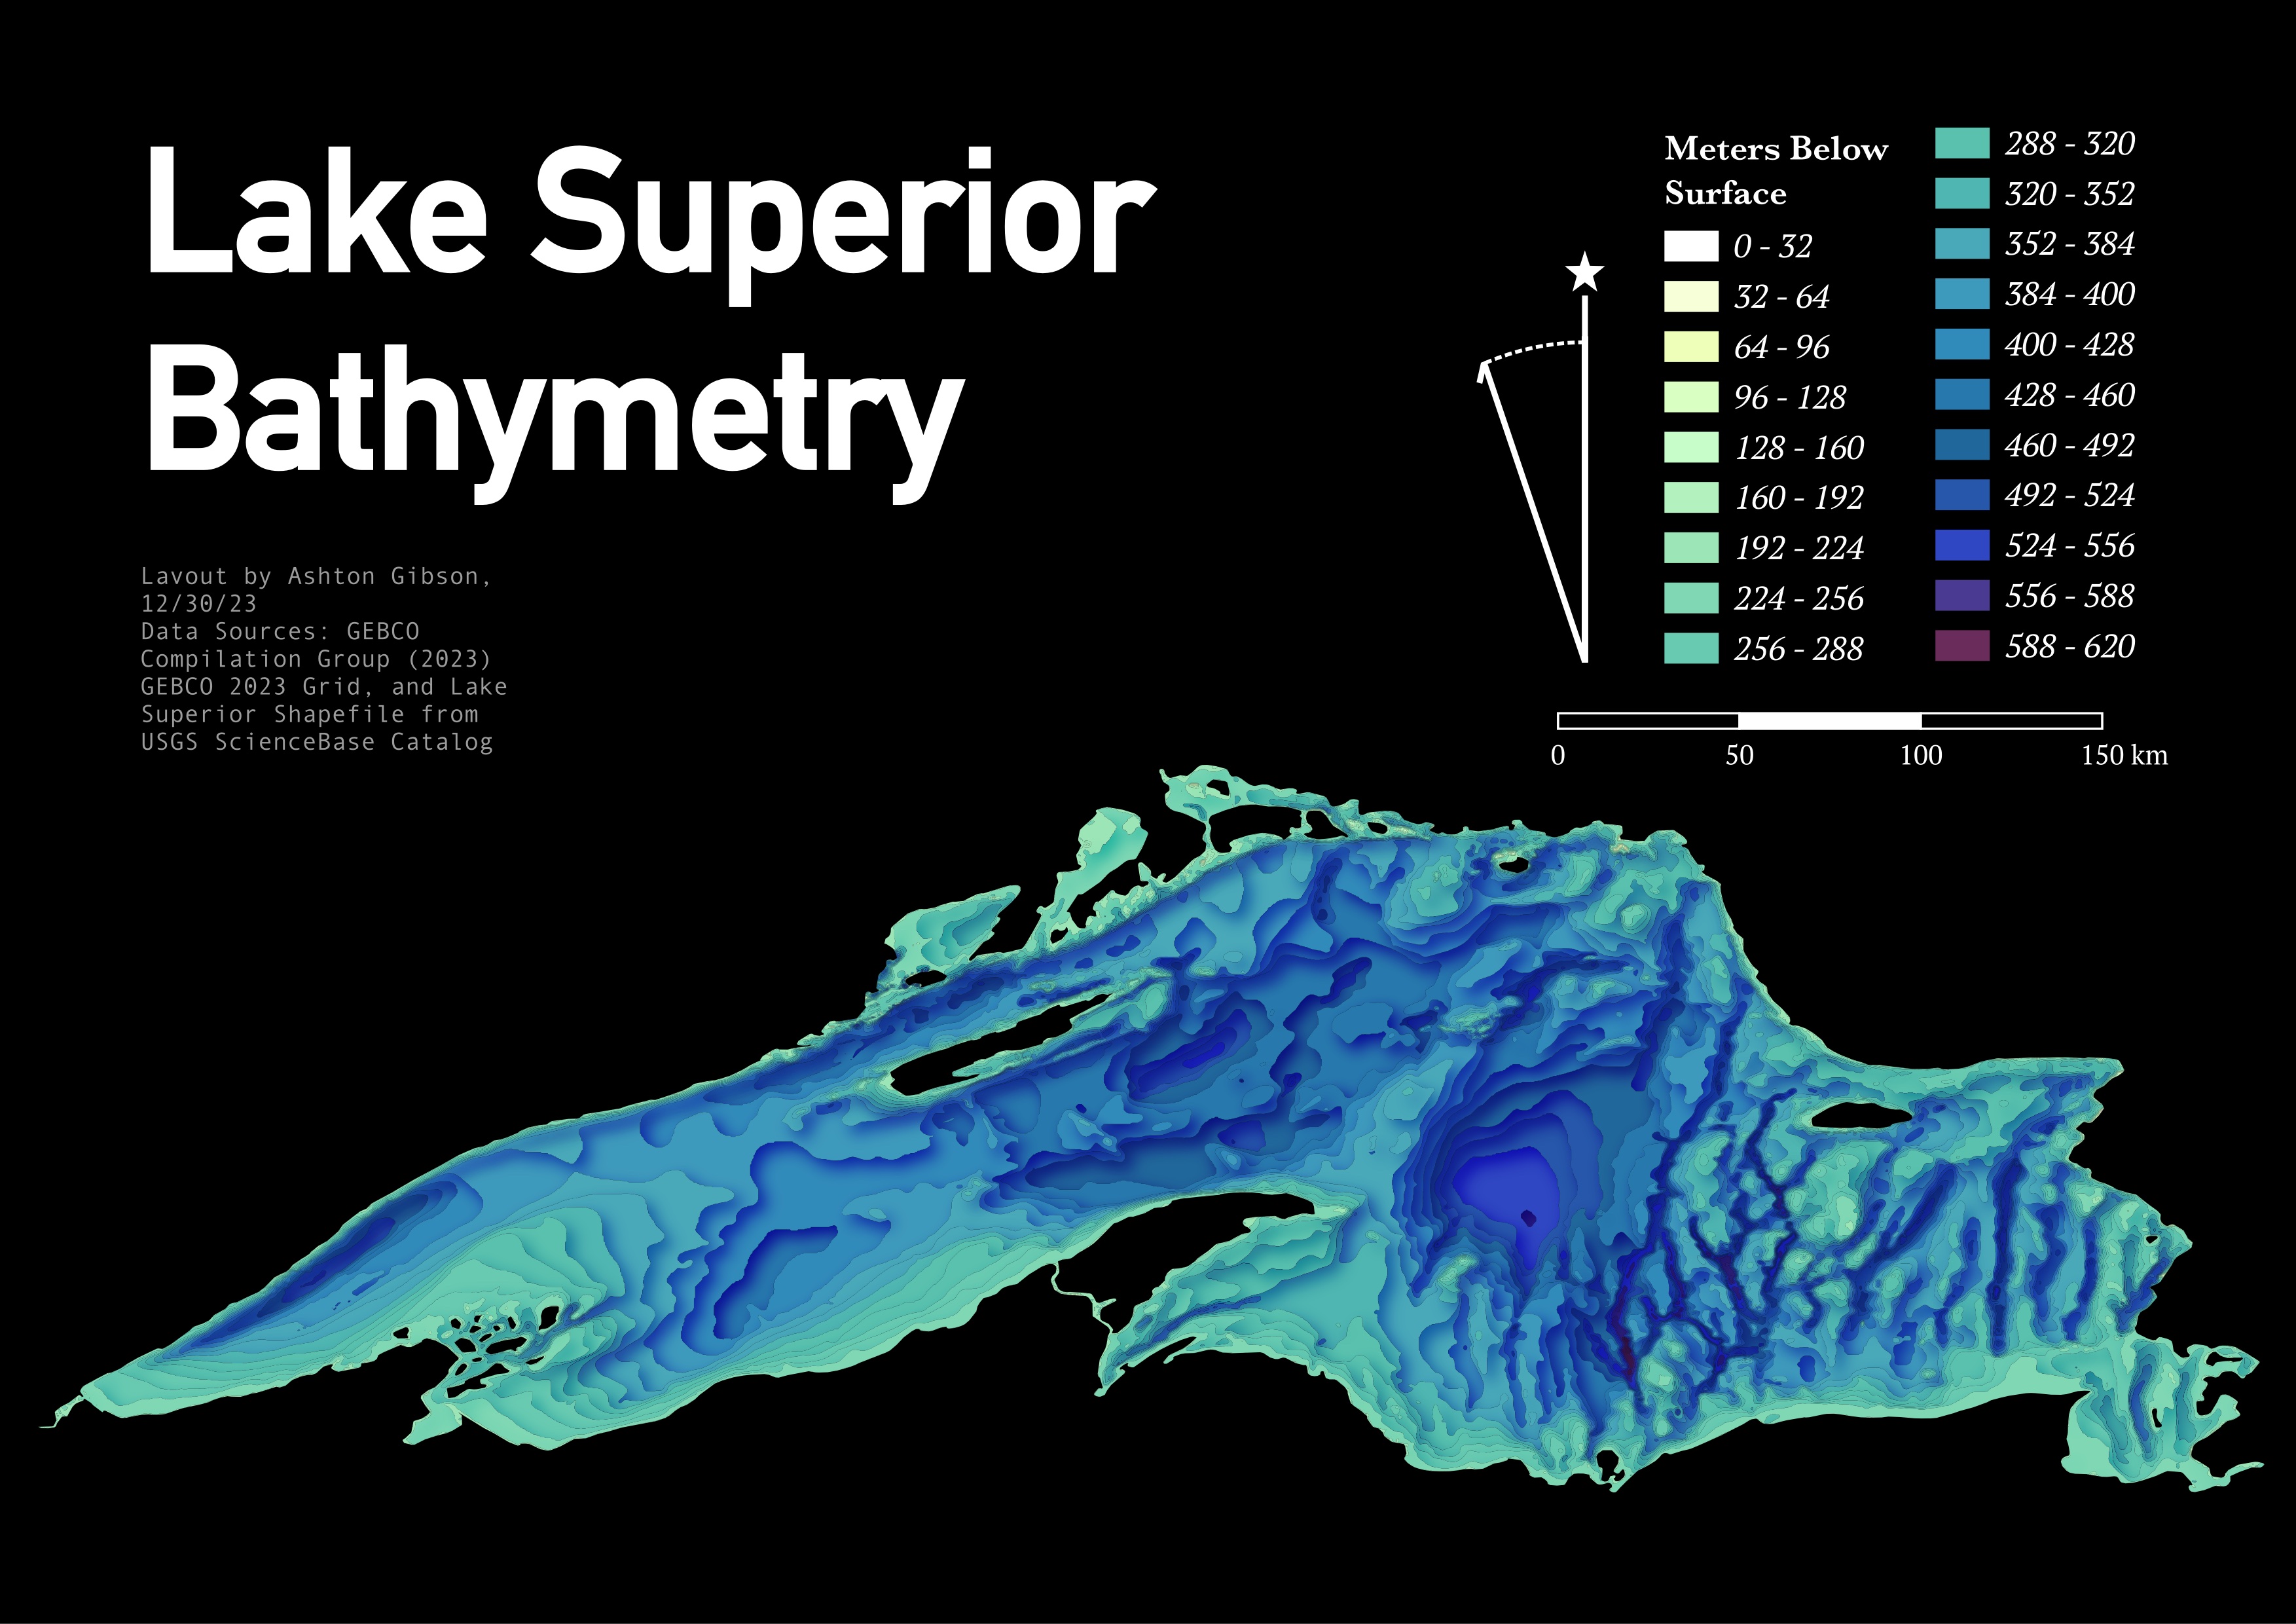 Lake Superior
Bathymetry
Lavout by Ashton Gibson,
12/30/23
Data Sources: GEBCO
Compilation Group (2023)
GEBCO 2023 Grid, and Lake
Superior Shapefile from
USGS ScienceBase Catalog
Meters Below
Surface
0 - 32
32 - 64
64 - 96
96 - 128
128 - 160
160 - 192
192 - 224
224 - 256
256 - 288
288 - 320
320 - 352
352 - 384
384 - 400
400 - 428
428 - 460
460 - 492
492 - 524
524 - 556
556 - 588
588 - 620
0 50 100 150 km